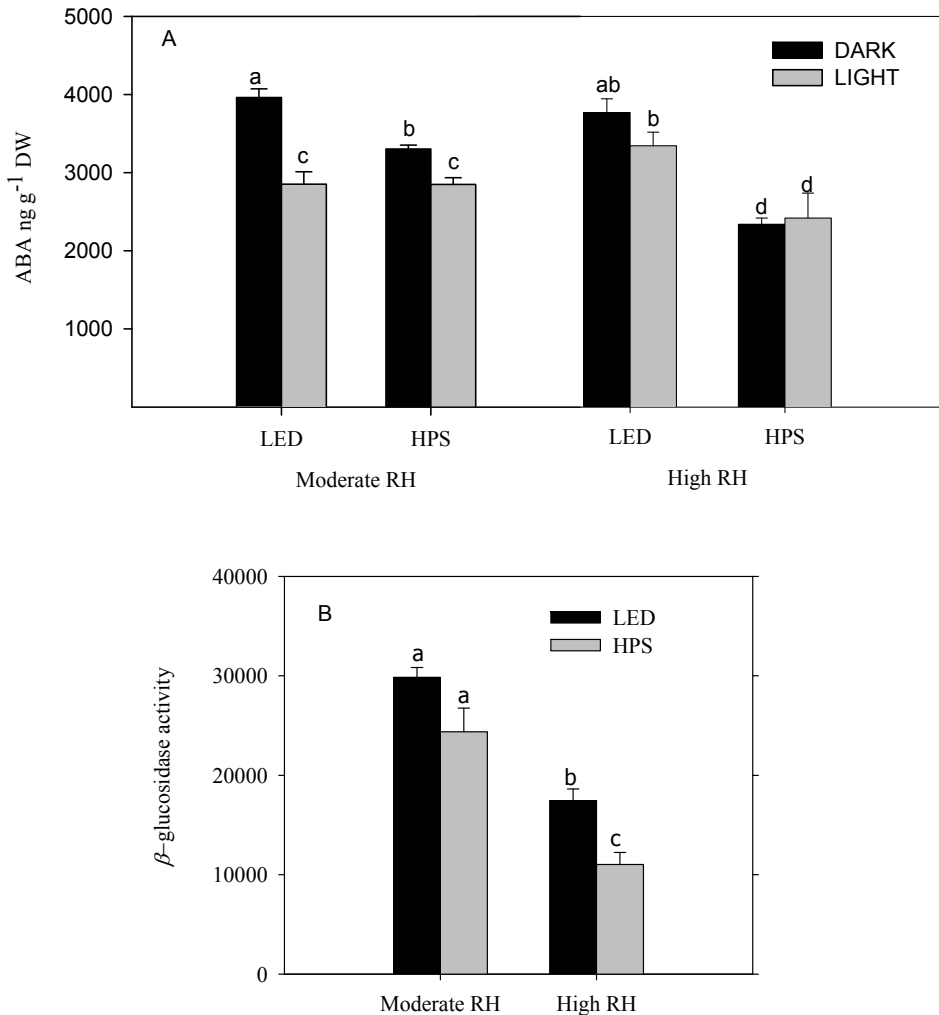 5000
A
DARK
LIGHT
a
ab
4000
b
b
c
c
3000
d
d
2000
1000
ABA ng g⁻¹ DW
LED
HPS
LED
HPS
Moderate RH
High RH
40000
B
LED
HPS
a
30000
a
20000
b
c
10000
0
β–glucosidase activity
Moderate RH
High RH